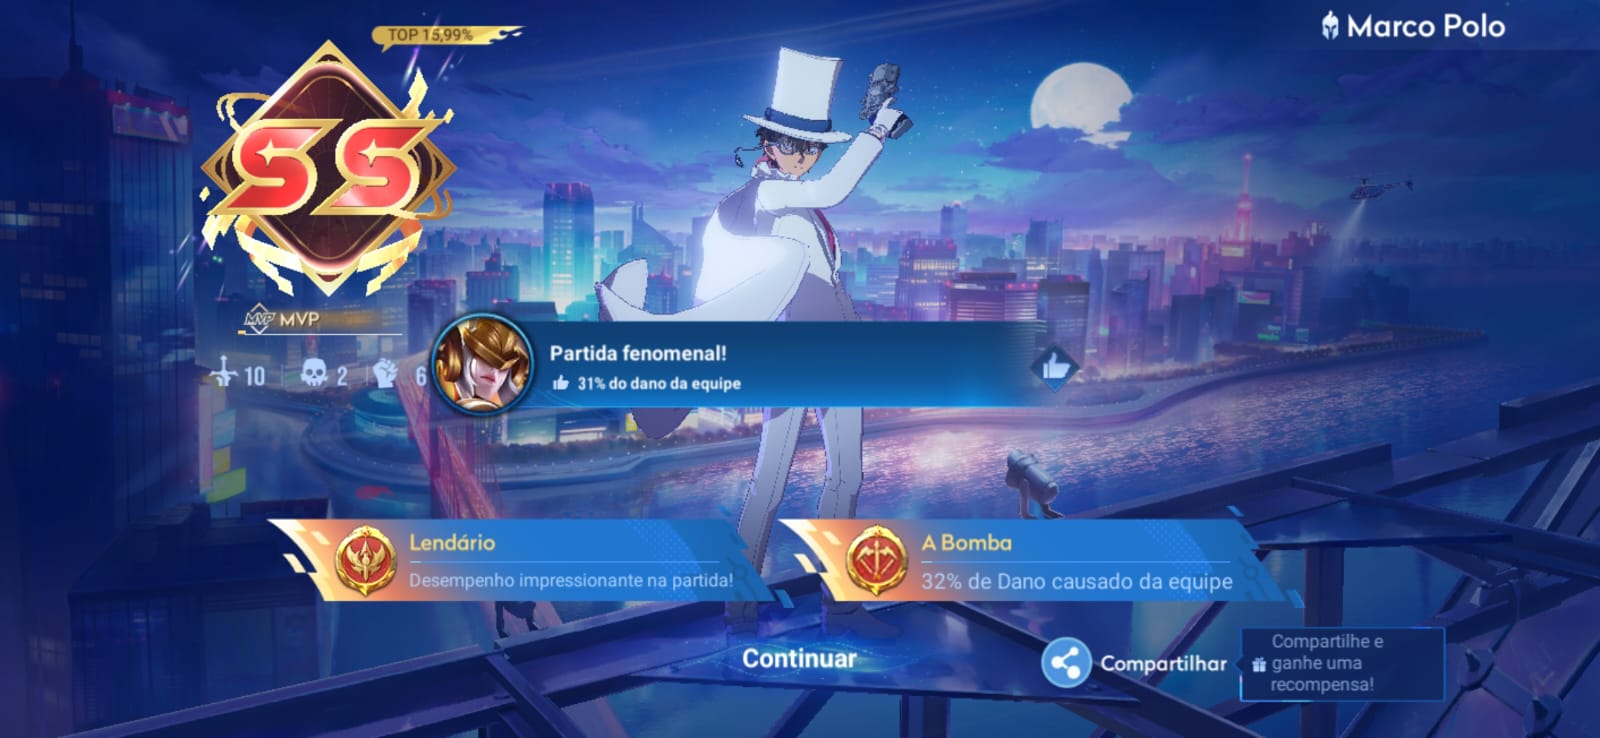 TOP 15,99%
Marco Polo
SS
MVP MVP
10 2 6
Partida fenomenal!
31% do dano da equipe
Lendário
Desempenho impressionante na partida!
A Bomba
32% de Dano causado da equipe
Continuar
Compartilhar
Compartilhe e
ganhe uma
recompensa!